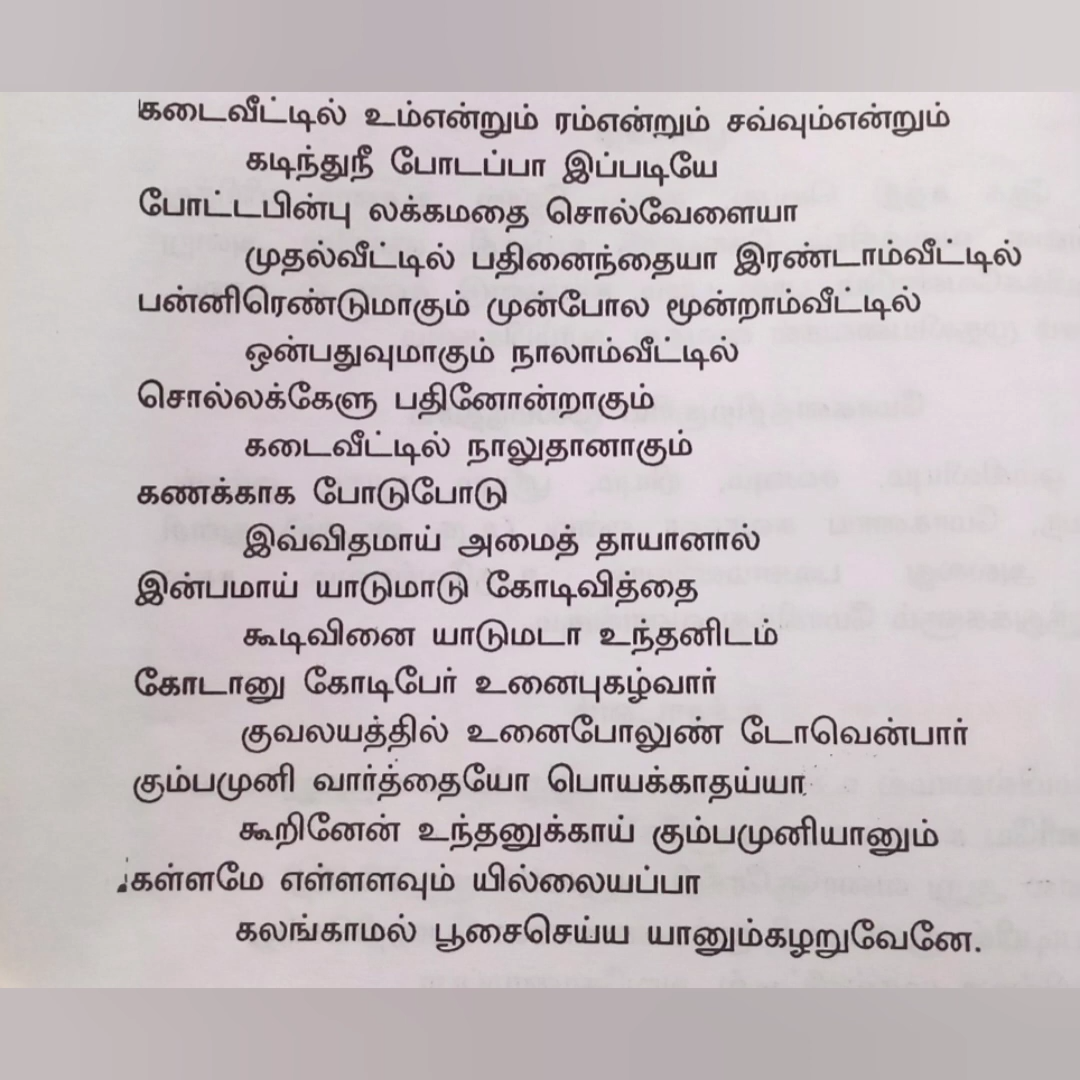 கடைவீட்டில் உம்என்றும் ரம்என்றும் சவ்வும்என்றும்
கடிந்துநீ போடப்பா இப்படியே
போட்டபின்பு லக்கமதை சொல்வேளையா
முதல்வீட்டில் பதினைந்தையா இரண்டாம்வீட்டில்
பன்னிரெண்டுமாகும் முன்போல மூன்றாம்வீட்டில்
ஒன்பதுவுமாகும் நாலாம்வீட்டில்
சொல்லக்கேளு பதினோன்றாகும்
கடைவீட்டில் நாலுதானாகும்
கணக்காக போடுபோடு
இவ்விதமாய் அமைத் தாயானால்
இன்பமாய் யாடுமாடு கோடிவித்தை
கூடிவினை யாடுமடா உந்தனிடம்
கோடானு கோடிபேர் உனைபுகழ்வார்
குவலயத்தில் உனைபோலுண் டோவென்பார்
கும்பமுனி வார்த்தையோ பொயக்காதய்யா
கூறினேன் உந்தனுக்காய் கும்பமுனியானும்
கள்ளமே எள்ளளவும் யில்லையப்பா
கலங்காமல் பூசைசெய்ய யானும்கழறுவேனே.